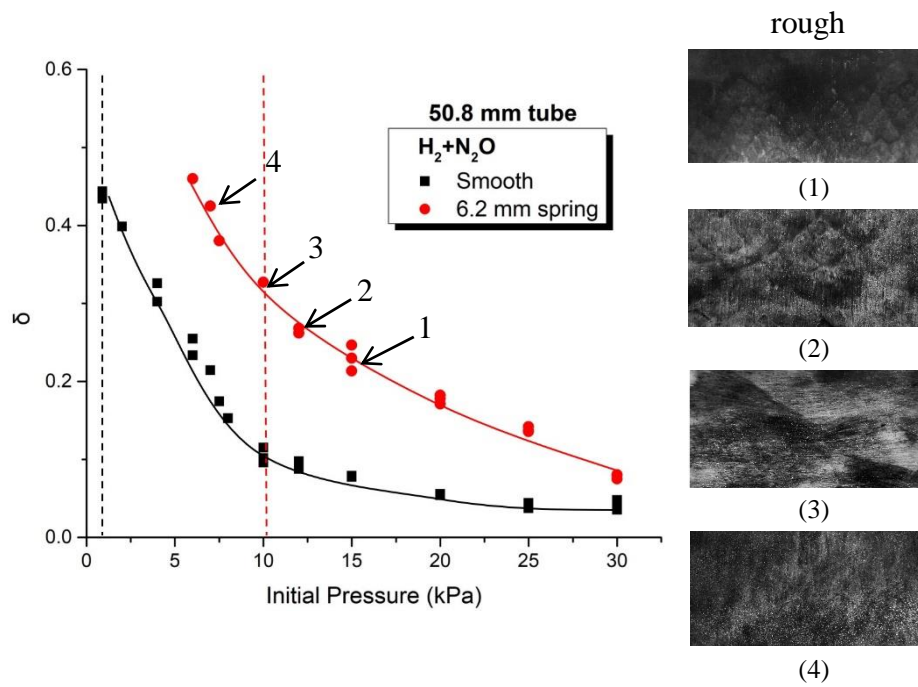 rough
0.6
50.8 mm tube
H₂+N₂O
Smooth
6.2 mm spring
4
3
2
1
0.4
0.2
0.0
δ
0 5 10 15 20 25 30
Initial Pressure (kPa)
(1)
(2)
(3)
(4)